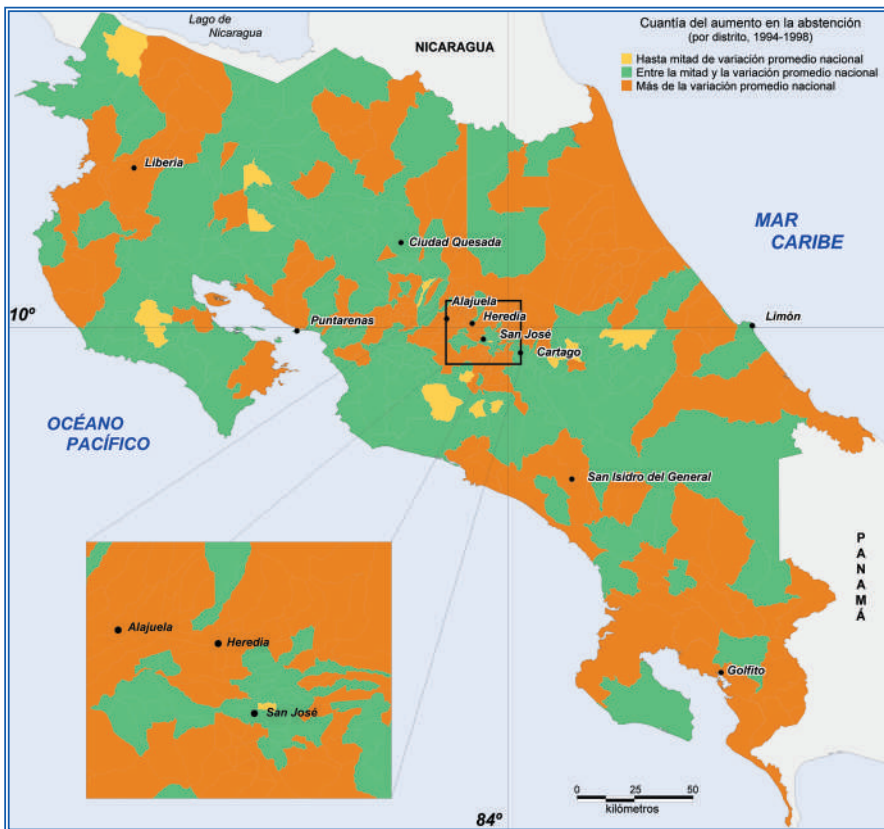 Lago de
Nicaragua
NICARAGUA
Cuantía del aumento en la abstención
(por distrito, 1994-1998)
Hasta mitad de variación promedio nacional
Entre la mitad y la variación promedio nacional
Más de la variación promedio nacional
Liberia
MAR
CARIBE
Ciudad Quesada
10º
Alajuela
Heredia
Puntarenas
Limón
San José
Cartago
OCÉANO
PACÍFICO
San Isidro del General
PANAMÁ
Alajuela
Heredia
Golfito
San José
0 25 50
kilómetros
84º